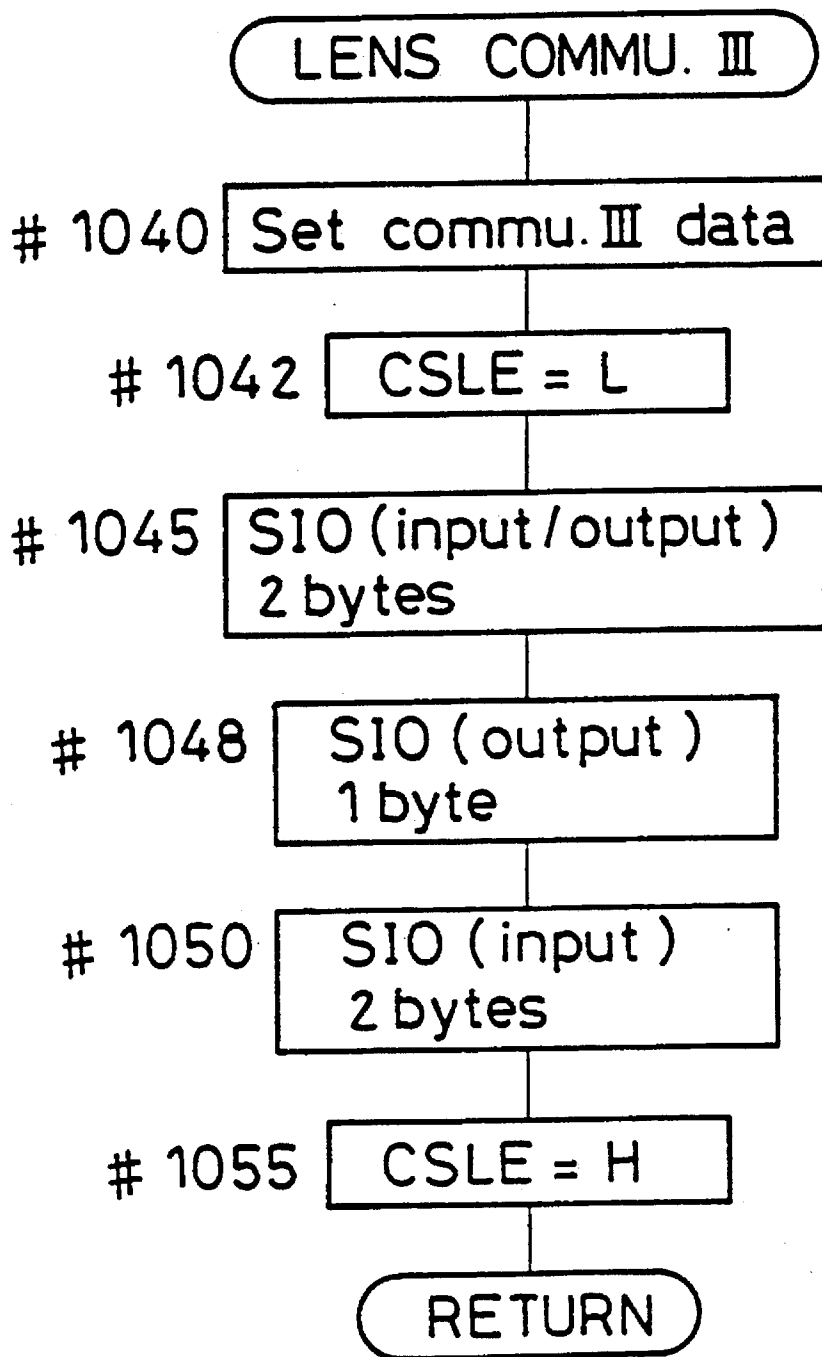 LENS COMMU. III
# 1040 Set commu. III data
# 1042 CSLE = L
# 1045 SIO (input/output)
2 bytes
# 1048 SIO (output)
1 byte
# 1050 SIO (input)
2 bytes
# 1055 CSLE = H
RETURN